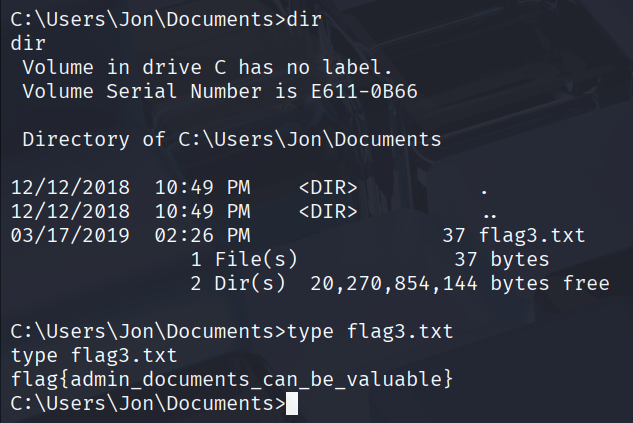 C:\Users\Jon\Documents>dir
dir
 Volume in drive C has no label.
 Volume Serial Number is E611-0B66

 Directory of C:\Users\Jon\Documents

12/12/2018  10:49 PM    <DIR>          .
12/12/2018  10:49 PM    <DIR>          ..
03/17/2019  02:26 PM                37 flag3.txt
               1 File(s)             37 bytes
               2 Dir(s)  20,270,854,144 bytes free

C:\Users\Jon\Documents>type flag3.txt
type flag3.txt
flag{admin_documents_can_be_valuable}
C:\Users\Jon\Documents>